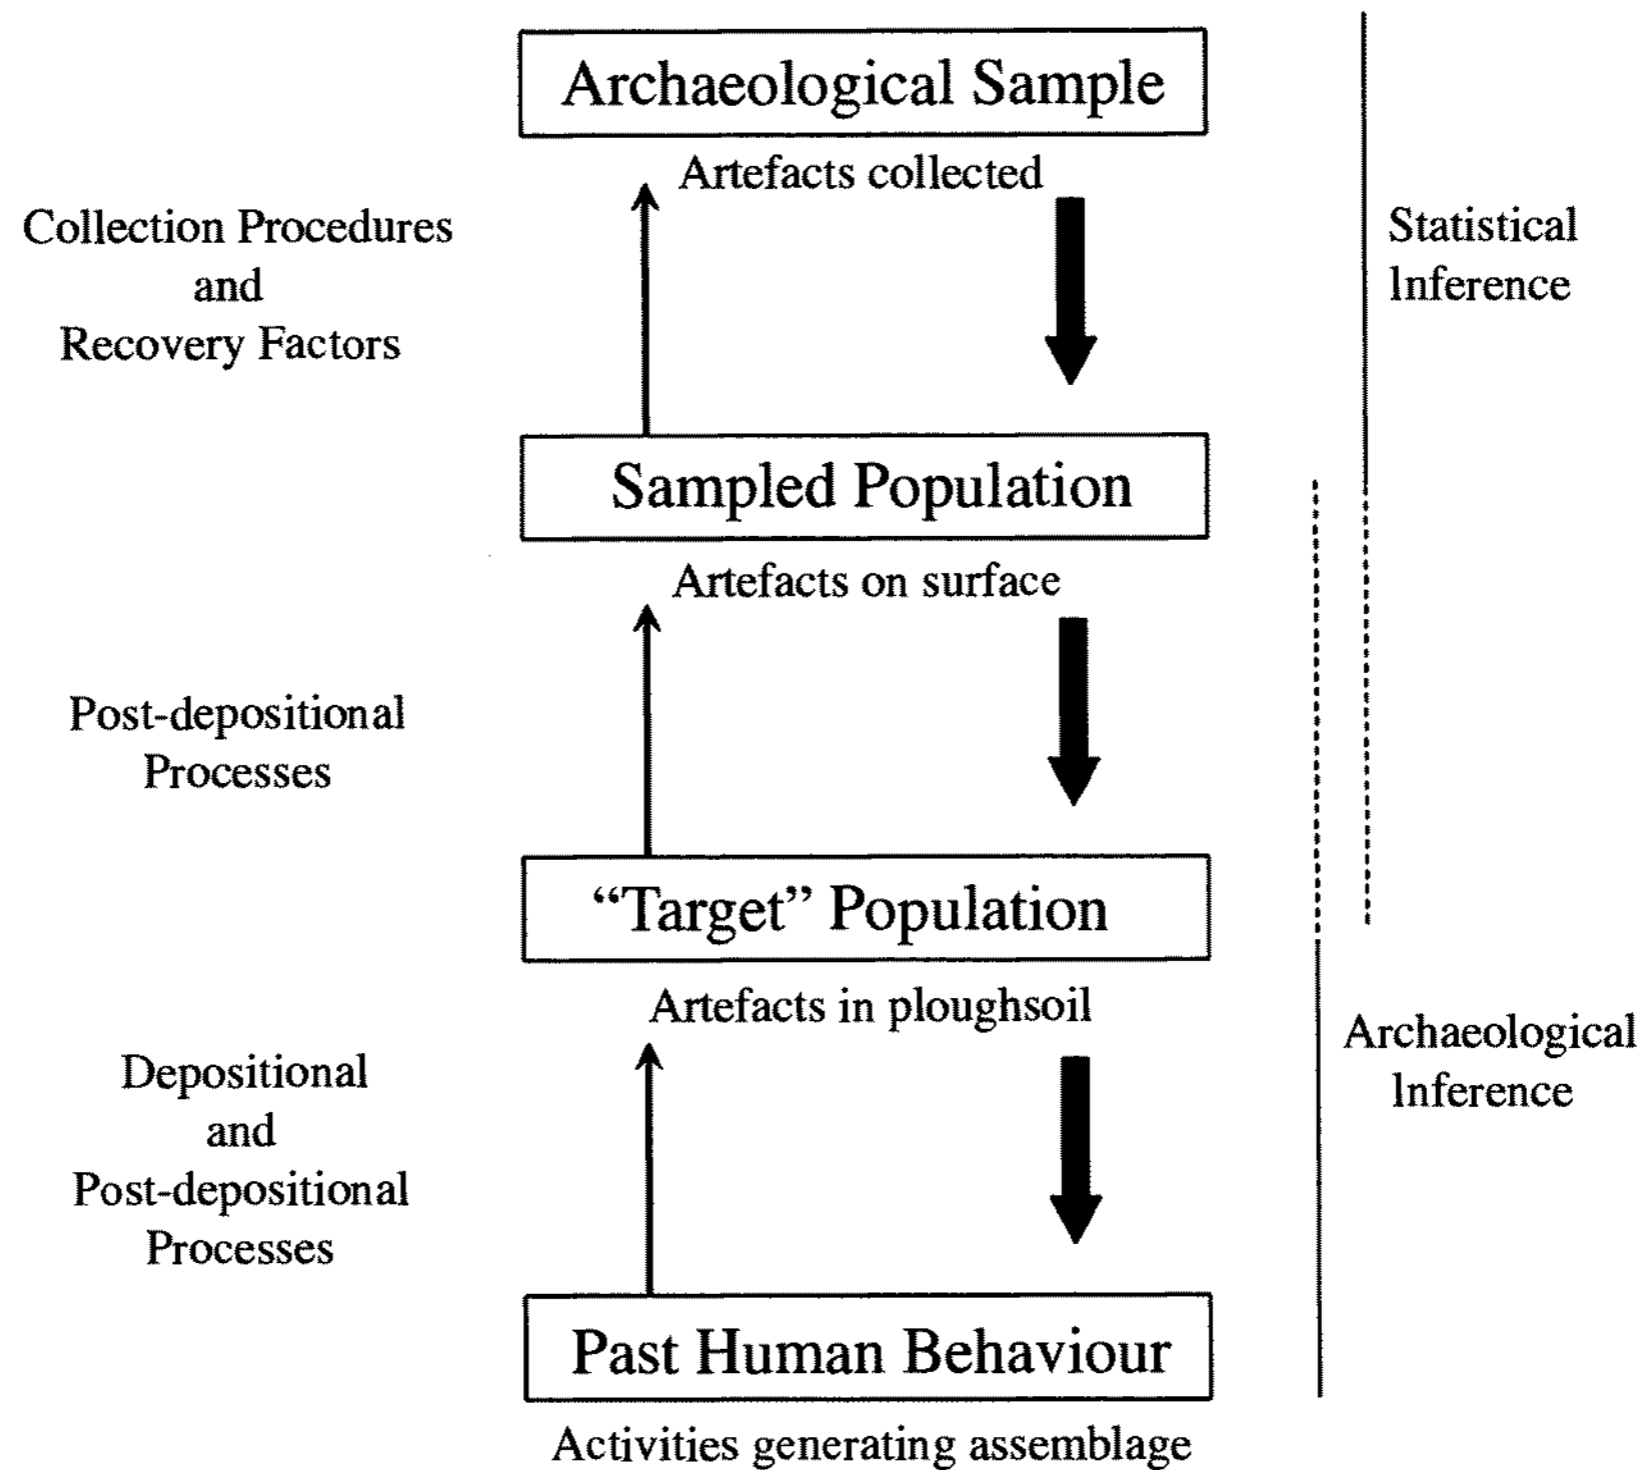 Archaeological Sample
Artefacts collected
Collection Procedures
and
Recovery Factors
Statistical
Inference
Sampled Population
Artefacts on surface
Post-depositional
Processes
“Target” Population
Artefacts in ploughsoil
Depositional
and
Post-depositional
Processes
Archaeological
Inference
Past Human Behaviour
Activities generating assemblage